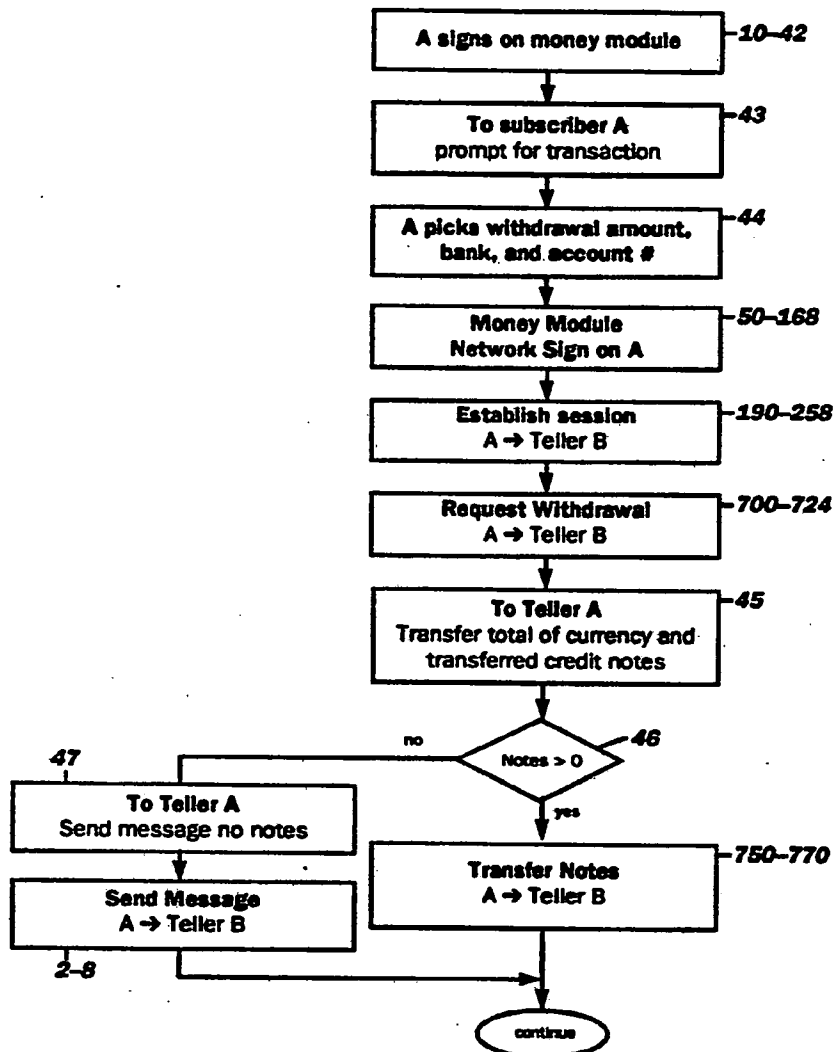 A signs on money module
10–42
To subscriber A
prompt for transaction
43
A picks withdrawal amount,
bank, and account #
44
Money Module
Network Sign on A
50–168
Establish session
A → Teller B
190–258
Request Withdrawal
A → Teller B
700–724
To Teller A
Transfer total of currency and
transferred credit notes
45
Notes > 0
46
no
yes
47
To Teller A
Send message no notes
Send Message
A → Teller B
2–8
Transfer Notes
A → Teller B
750–770
continue